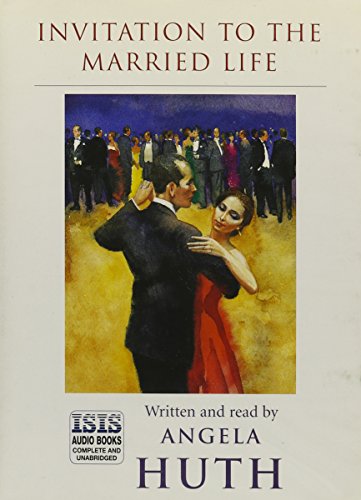 INVITATION TO THE
MARRIED LIFE
Written and read by
ANGELA
HUTH
ISIS
AUDIO BOOKS
COMPLETE AND
UNABRIDGED